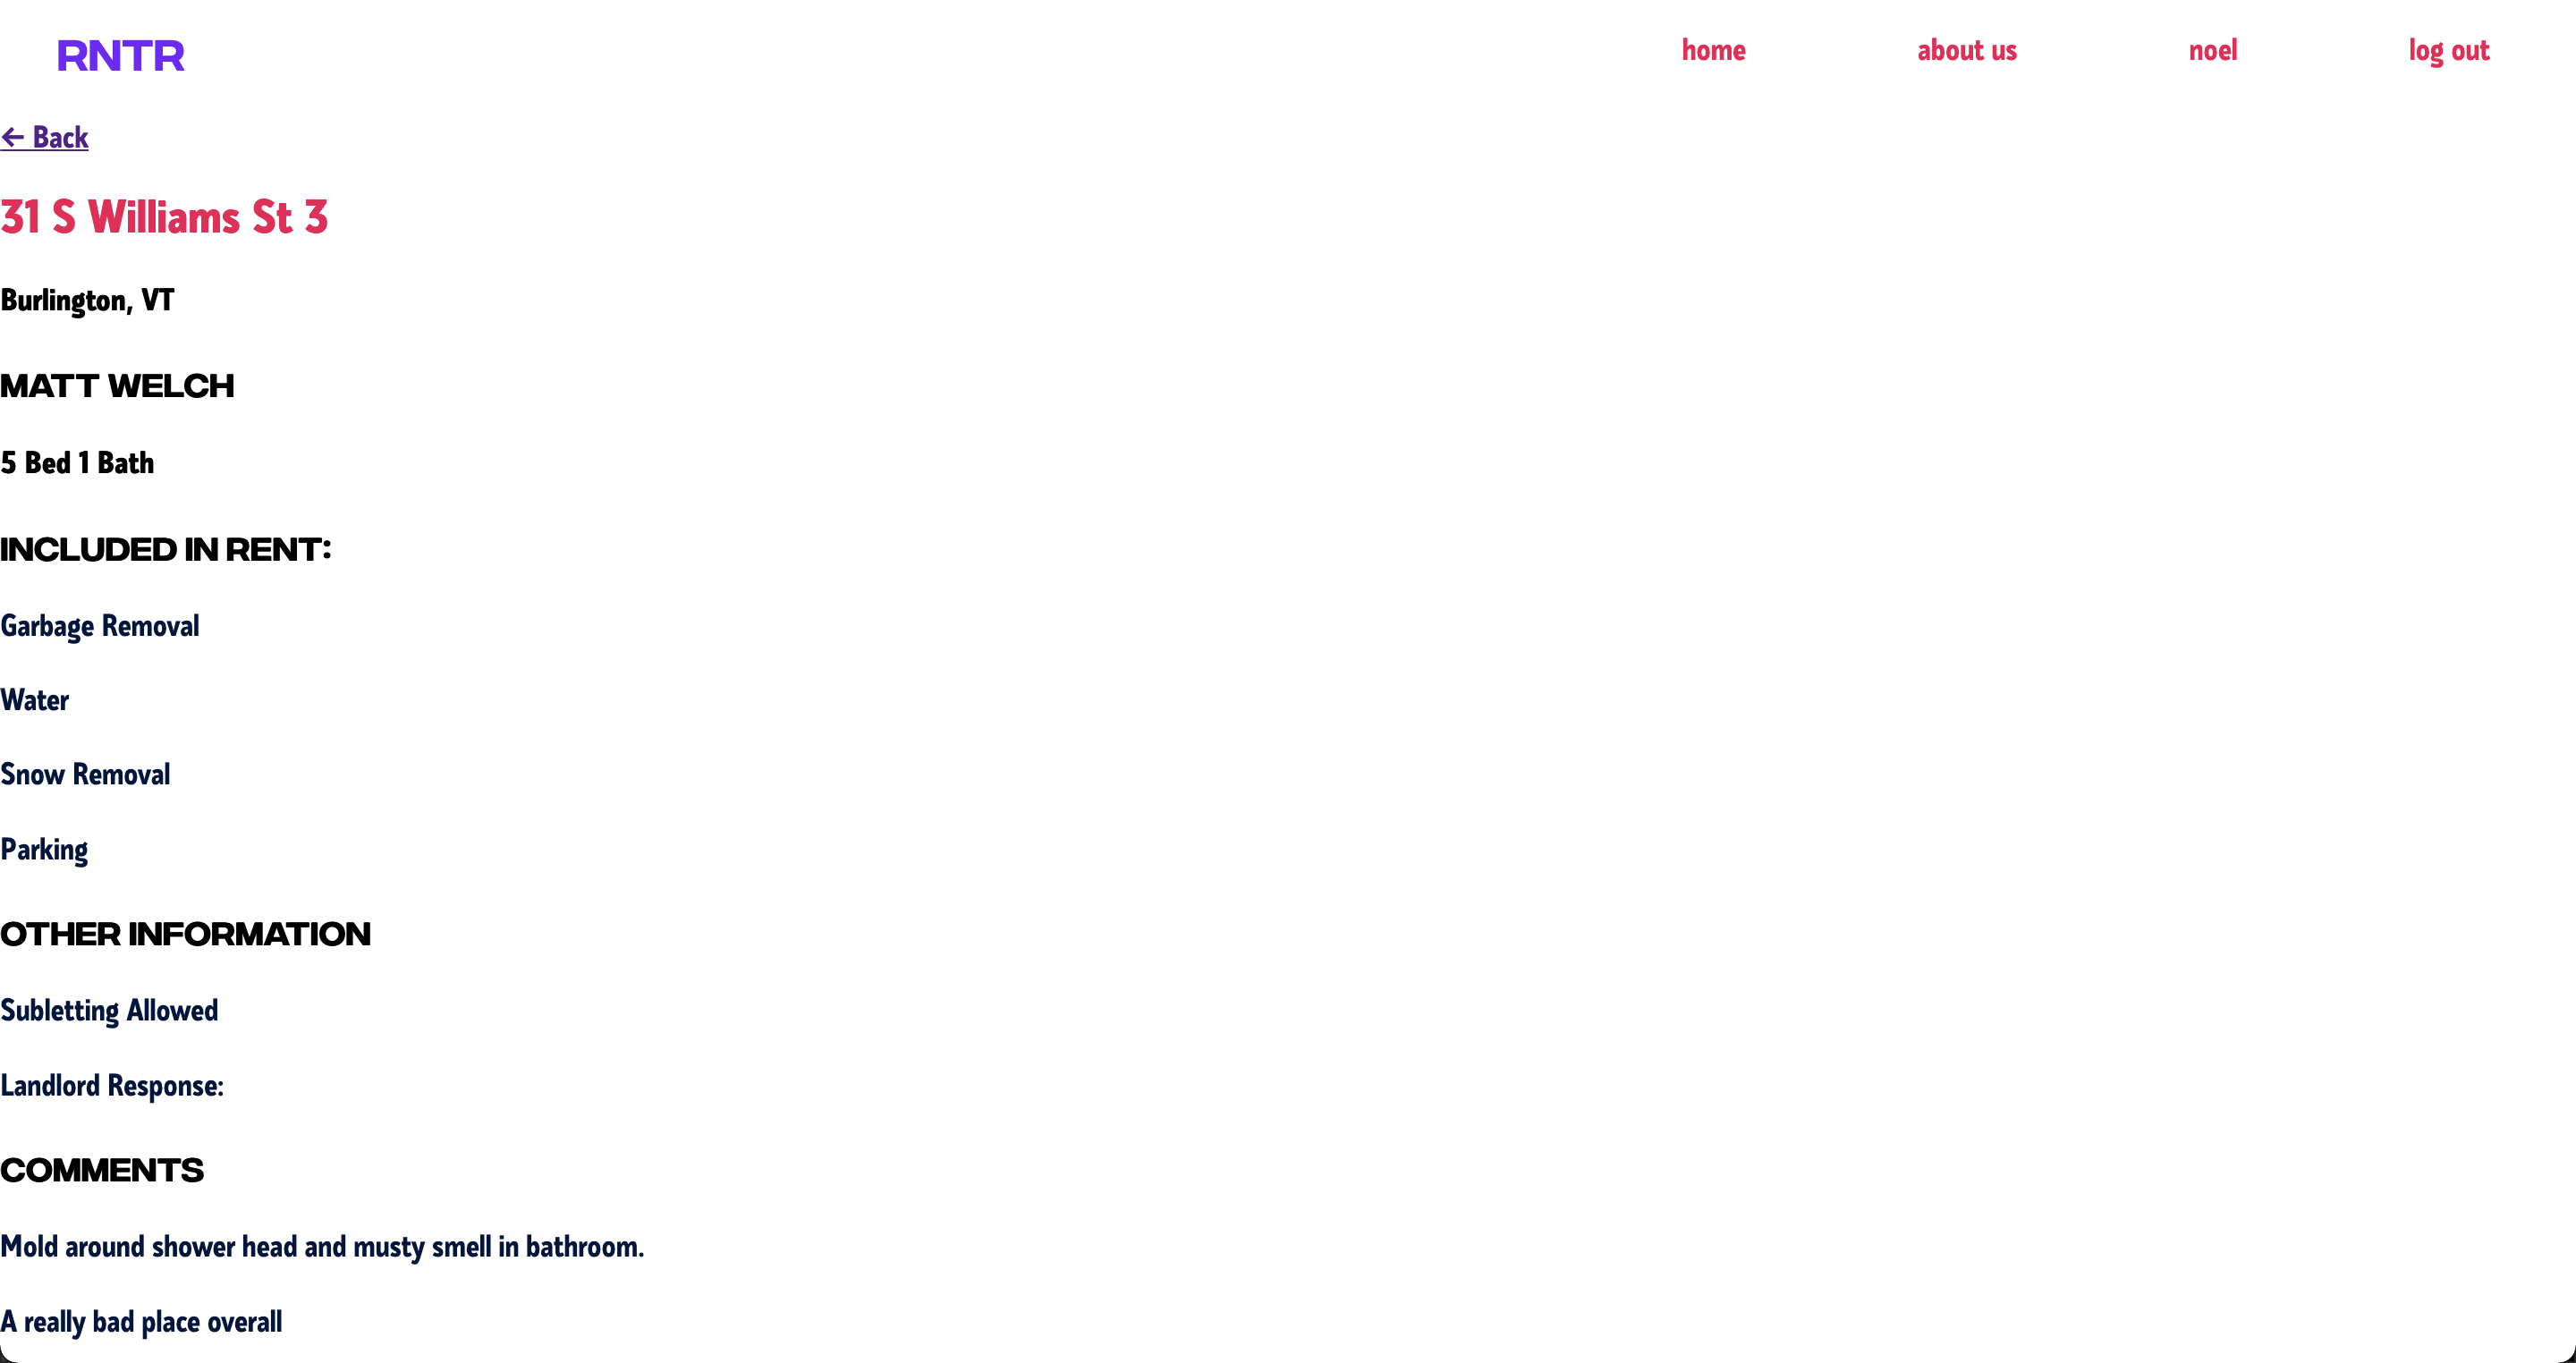 RNTR
home
about us
noel
log out
← Back
31 S Williams St 3
Burlington, VT
MATT WELCH
5 Bed 1 Bath
INCLUDED IN RENT:
Garbage Removal
Water
Snow Removal
Parking
OTHER INFORMATION
Subletting Allowed
Landlord Response:
COMMENTS
Mold around shower head and musty smell in bathroom.
A really bad place overall